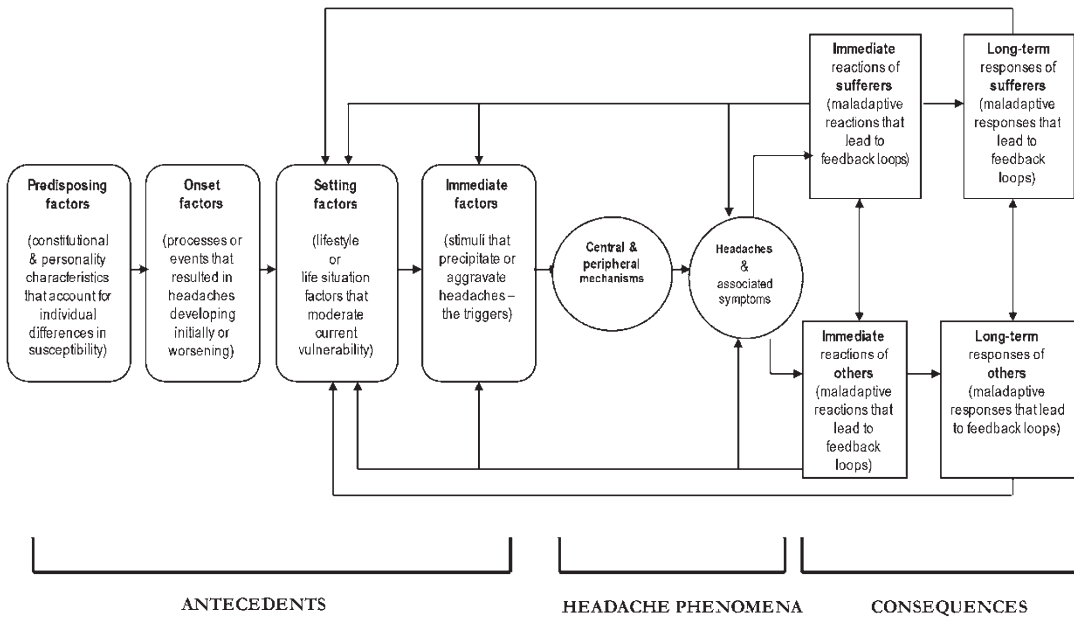 Predisposing
factors
(constitutional
& personality
characteristics
that account for
individual
differences in
susceptibility)
Onset
factors
(processes or
events that
resulted in
headaches
developing
initially or
worsening)
Setting
factors
(lifestyle
or
life situation
factors that
moderate
current
vulnerability)
Immediate
factors
(stimuli that
precipitate or
aggravate
headaches –
the triggers)
Central &
peripheral
mechanisms
Headaches
&
associated
symptoms
Immediate
reactions of
sufferers
(maladaptive
reactions that
lead to
feedback loops)
Long-term
responses of
sufferers
(maladaptive
responses that
lead to
feedback
loops)
Immediate
reactions of
others
(maladaptive
reactions that
lead to
feedback
loops)
Long-term
responses of
others
(maladaptive
responses that lead
to feedback loops)
ANTECEDENTS
HEADACHE PHENOMENA
CONSEQUENCES